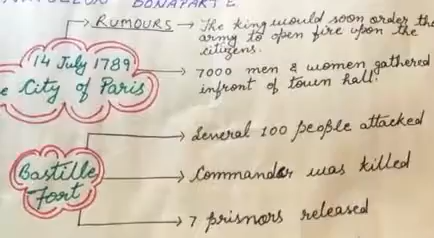 BONAPARTE
→ RUMOURS → The king would soon order the
army to open fire upon the
citizens.
14 July 1789
City of Paris
7000 men & women gathered
infront of town hall.
Several 100 people attacked
Bastille
Fort
Commander was killed
7 prisnors released